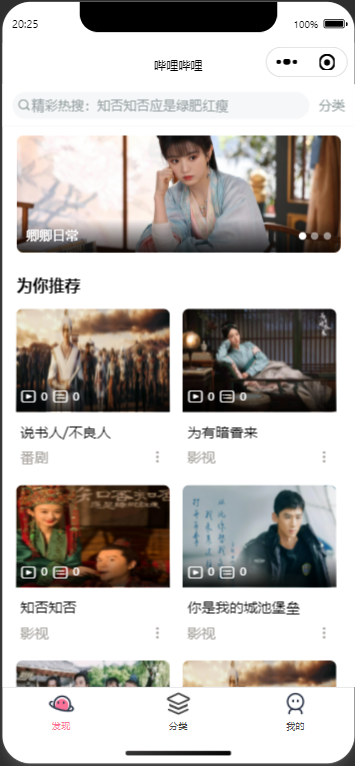 20:25
100%
哔哩哔哩
精彩热搜：知否知否应是绿肥红瘦
分类
卿卿日常
为你推荐
0 0
0 0
说书人/不良人
为有暗香来
番剧
影视
0 0
0 0
知否知否
你是我的城池堡垒
影视
影视
发现
分类
我的